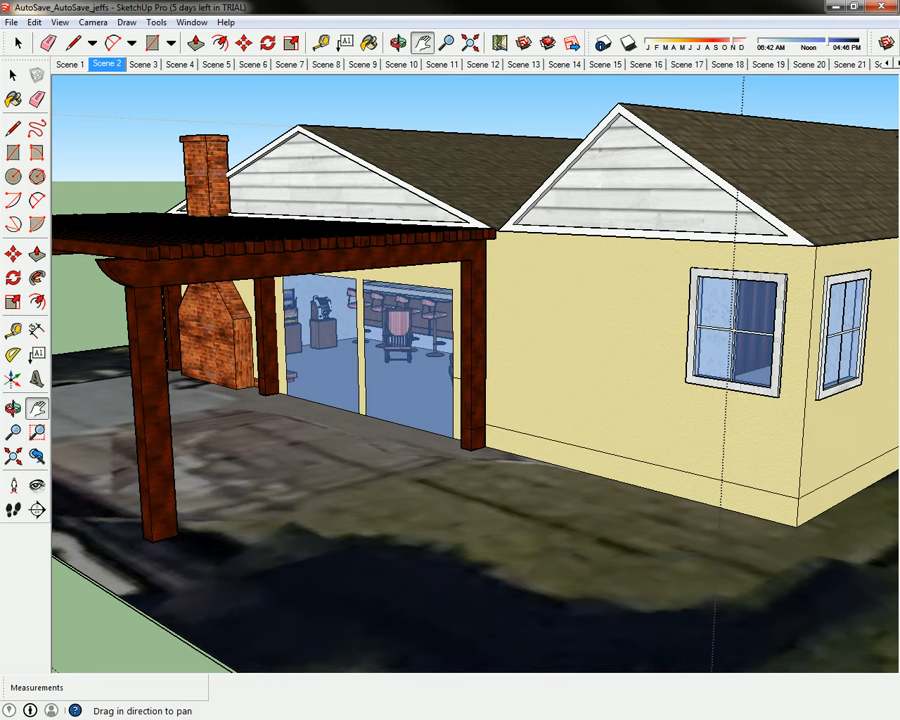 AutoSave_AutoSave_jeffs - SketchUp Pro (5 days left in TRIAL)
File Edit View Camera Draw Tools Window Help
A1 J F M A M J J A S O N D 06:42 AM Noon 04:46 PM
Scene 1 Scene 2 Scene 3 Scene 4 Scene 5 Scene 6 Scene 7 Scene 8 Scene 9 Scene 10 Scene 11 Scene 12 Scene 13 Scene 14 Scene 15 Scene 16 Scene 17 Scene 18 Scene 19 Scene 20 Scene 21 Sc
A1
Measurements
Drag in direction to pan